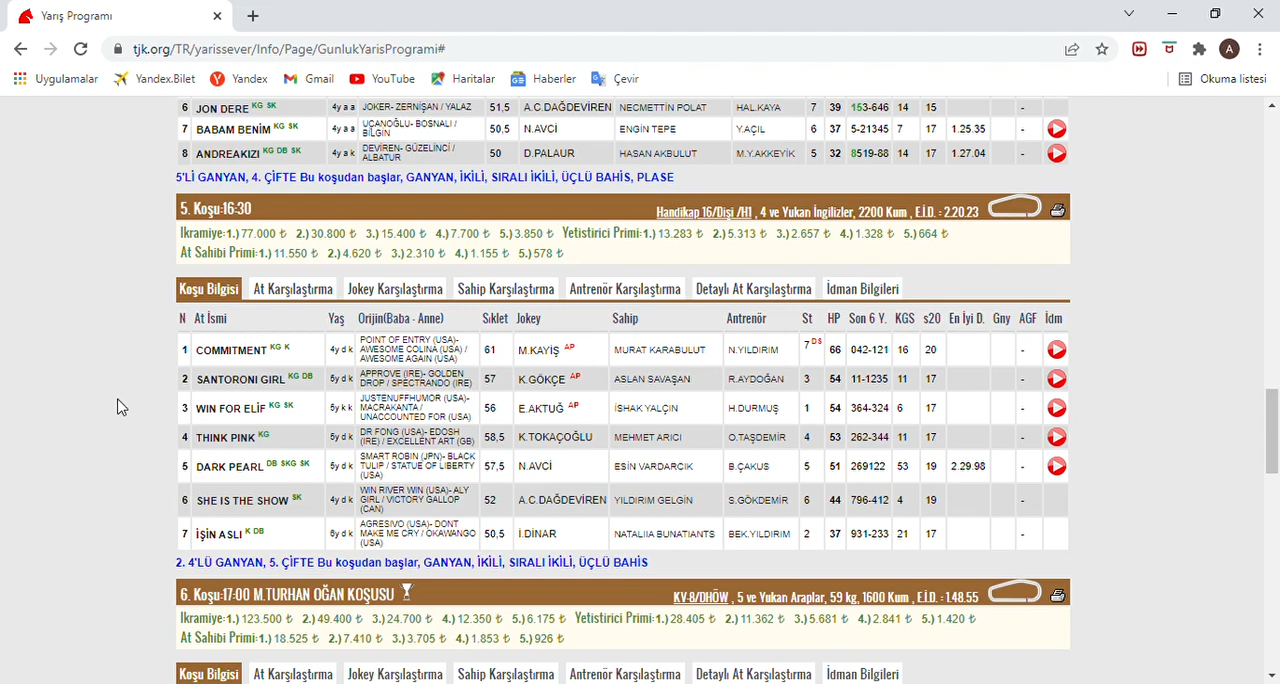 Yarış Programı
tjk.org/TR/yarissever/Info/Page/GunlukYarisProgrami#
A
Uygulamalar Yandex.Bilet Yandex Gmail YouTube Haritalar Haberler Çevir Okuma listesi
6 JON DERE KG SK 4y a a JOKER- ZERNİŞAN / YALAZ 51,5 A.C.DAĞDEVİREN NECMETTİN POLAT HAL.KAYA 7 39 153-646 14 15 -
7 BABAM BENİM KG SK 4y a a UÇANOĞLU- BOSNALI / BİLGİN 50,5 N.AVCİ ENGİN TEPE Y.AÇIL 6 37 5-21345 7 17 1.25.35 -
8 ANDREAKIZI KG DB SK 4y a k DEVİREN- GÜZELİNCİ / ALBATUR 50 D.PALAUR HASAN AKBULUT M.Y.AKKEYİK 5 32 8519-88 14 17 1.27.04 -
5'Lİ GANYAN, 4. ÇİFTE Bu koşudan başlar, GANYAN, İKİLİ, SIRALI İKİLİ, ÜÇLÜ BAHİS, PLASE
5. Koşu:16:30 Handikap 16/Dişi /H1 , 4 ve Yukarı İngilizler, 2200 Kum , E.İ.D. : 2.20.23
Ikramiye:1.) 77.000 ₺ 2.) 30.800 ₺ 3.) 15.400 ₺ 4.) 7.700 ₺ 5.) 3.850 ₺ Yetistirici Primi:1.) 13.283 ₺ 2.) 5.313 ₺ 3.) 2.657 ₺ 4.) 1.328 ₺ 5.) 664 ₺
At Sahibi Primi:1.) 11.550 ₺ 2.) 4.620 ₺ 3.) 2.310 ₺ 4.) 1.155 ₺ 5.) 578 ₺
Koşu Bilgisi At Karşılaştırma Jokey Karşılaştırma Sahip Karşılaştırma Antrenör Karşılaştırma Detaylı At Karşılaştırma İdman Bilgileri
N At İsmi Yaş Orijin(Baba - Anne) Sıklet Jokey Sahip Antrenör St HP Son 6 Y. KGS s20 En İyi D. Gny AGF İdm
1 COMMITMENT KG K 4y d k POINT OF ENTRY (USA)- AWESOME COLINA (USA) / AWESOME AGAIN (USA) 61 M.KAYİŞ AP MURAT KARABULUT N.YILDIRIM 7 DS 66 042-121 16 20 -
2 SANTORONI GIRL KG DB 5y d k APPROVE (IRE)- GOLDEN DROP / SPECTRANDO (IRE) 57 K.GÖKÇE AP ASLAN SAVAŞAN R.AYDOĞAN 3 54 11-1235 11 17 -
3 WIN FOR ELİF KG SK 5y k k JUSTENUFFHUMOR (USA)- MACRAKANTA / UNACCOUNTED FOR (USA) 56 E.AKTUĞ AP İSHAK YALÇIN H.DURMUŞ 1 54 364-324 6 17 -
4 THINK PINK KG 6y d k DR FONG (USA)- EDOSH (IRE) / EXCELLENT ART (GB) 58,5 K.TOKAÇOĞLU MEHMET ARICI O.TAŞDEMİR 4 53 262-344 11 17 -
5 DARK PEARL DB SKG SK 5y d k SMART ROBIN (JPN)- BLACK TULIP / STATUE OF LIBERTY (USA) 57,5 N.AVCİ ESİN VARDARCIK B.ÇAKUS 5 51 269122 53 19 2.29.98 -
6 SHE IS THE SHOW SK 4y d k WIN RIVER WIN (USA)- ALY GIRL / VICTORY GALLOP (CAN) 52 A.C.DAĞDEVİREN YILDIRIM GELGİN S.GÖKDEMİR 6 44 796-412 4 19 -
7 İŞİN ASLI K DB 6y d k AGRESIVO (USA)- DONT MAKE ME CRY / OKAWANGO (USA) 50,5 İ.DİNAR NATALIIA BUNATIANTS BEK.YILDIRIM 2 37 931-233 21 17 -
2. 4'LÜ GANYAN, 5. ÇİFTE Bu koşudan başlar, GANYAN, İKİLİ, SIRALI İKİLİ, ÜÇLÜ BAHİS
6. Koşu:17:00 M.TURHAN OĞAN KOŞUSU KV-8/DHÖW , 5 ve Yukarı Araplar, 59 kg, 1600 Kum , E.İ.D. : 1.48.55
Ikramiye:1.) 123.500 ₺ 2.) 49.400 ₺ 3.) 24.700 ₺ 4.) 12.350 ₺ 5.) 6.175 ₺ Yetistirici Primi:1.) 28.405 ₺ 2.) 11.362 ₺ 3.) 5.681 ₺ 4.) 2.841 ₺ 5.) 1.420 ₺
At Sahibi Primi:1.) 18.525 ₺ 2.) 7.410 ₺ 3.) 3.705 ₺ 4.) 1.853 ₺ 5.) 926 ₺
Koşu Bilgisi At Karşılaştırma Jokey Karşılaştırma Sahip Karşılaştırma Antrenör Karşılaştırma Detaylı At Karşılaştırma İdman Bilgileri